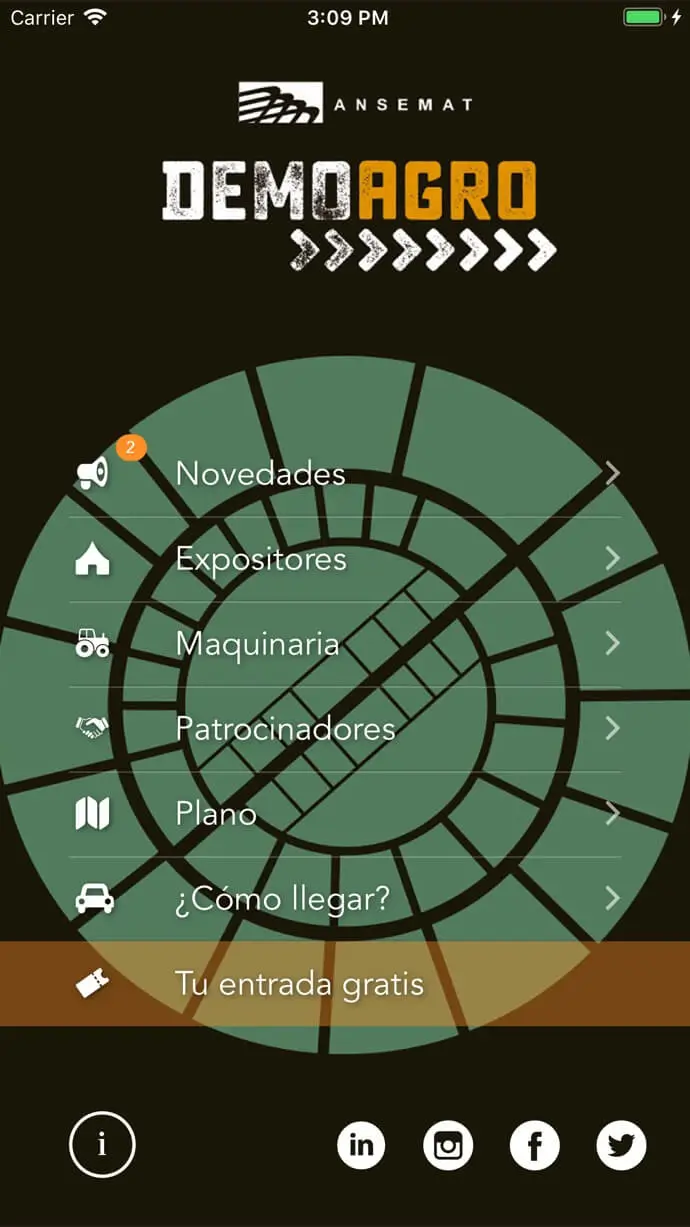 Carrier 3:09 PM
ANSEMAT
DEMOAGRO
2
Novedades
Expositores
Maquinaria
Patrocinadores
Plano
¿Cómo llegar?
Tu entrada gratis
i in f